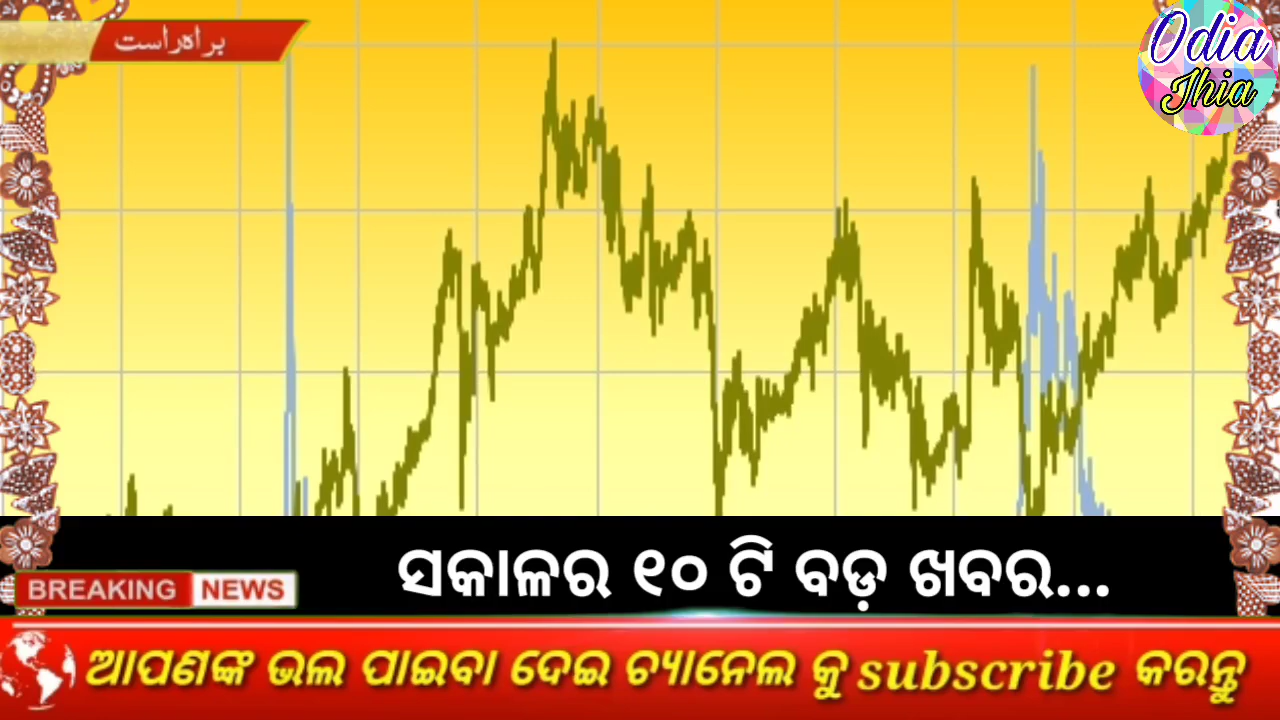 براہ راست
Odia
Jhia
ସକାଳର ୧୦ ଟି ବଡ଼ ଖବର...
BREAKING NEWS
ଆପଣଙ୍କ ଭଲ ପାଇବା ଦେଇ ଚ୍ୟାନେଲ କୁ subscribe କରନ୍ତୁ